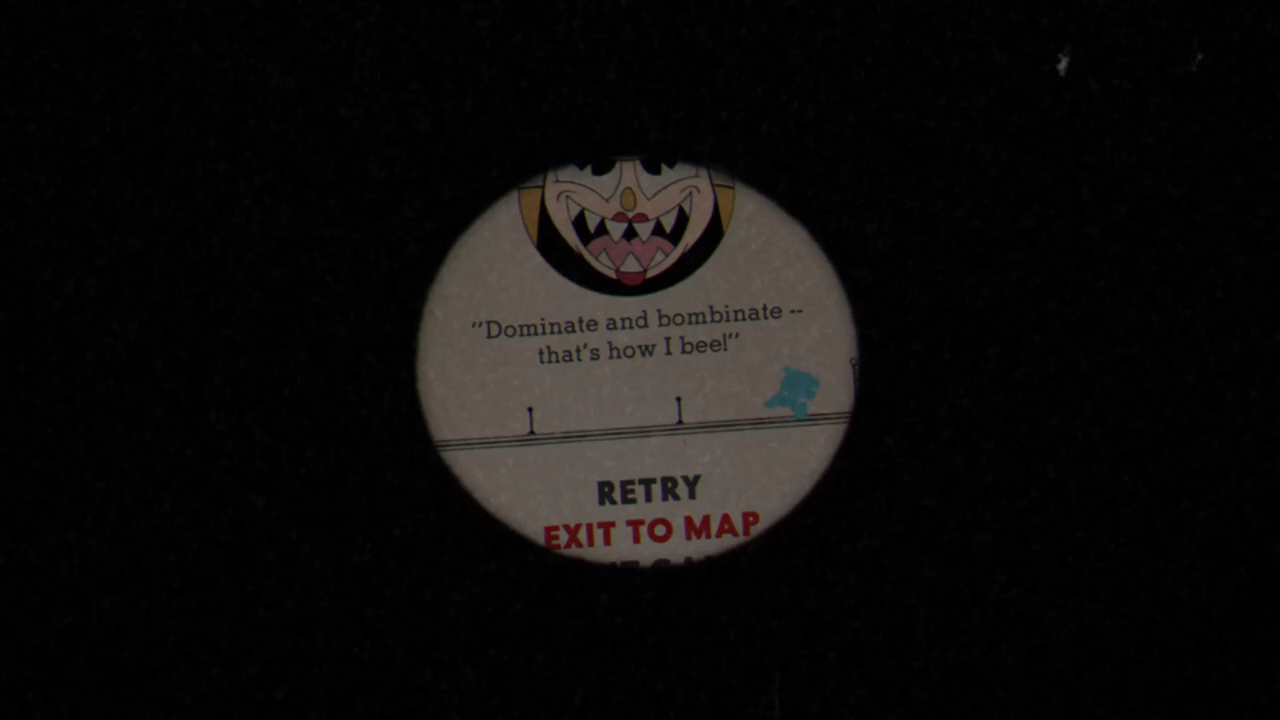 "Dominate and bombinate --
that's how I bee!"
RETRY
EXIT TO MAP